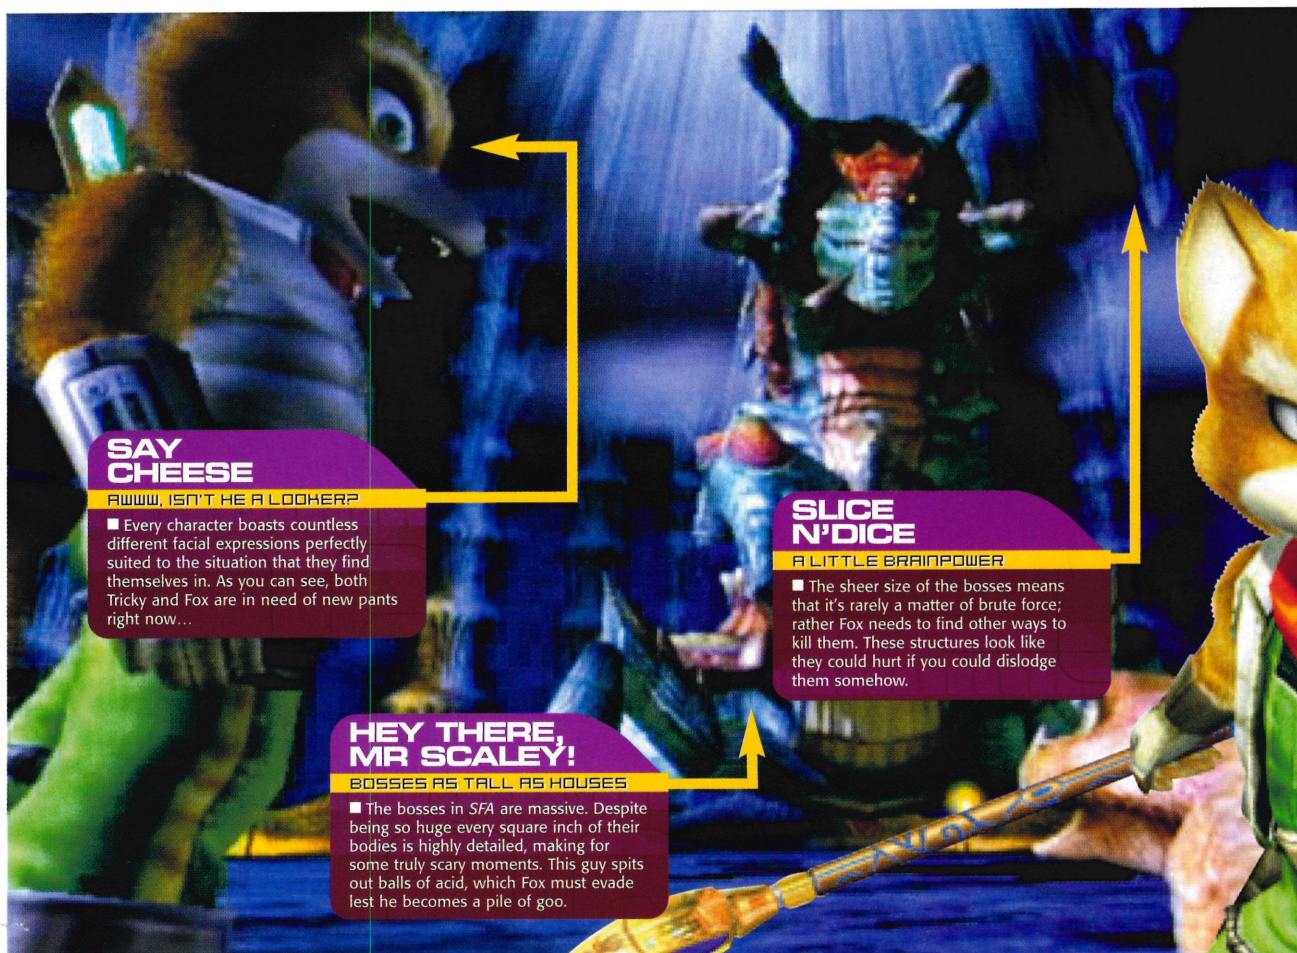 SAY
CHEESE
AWWW, ISN'T HE A LOOKER?
■ Every character boasts countless
different facial expressions perfectly
suited to the situation that they find
themselves in. As you can see, both
Tricky and Fox are in need of new pants
right now...
SLICE
N'DICE
A LITTLE BRAINPOWER
■ The sheer size of the bosses means
that it's rarely a matter of brute force;
rather Fox needs to find other ways to
kill them. These structures look like
they could hurt if you could dislodge
them somehow.
HEY THERE,
MR SCALEY!
BOSSES AS TALL AS HOUSES
■ The bosses in SFA are massive. Despite
being so huge every square inch of their
bodies is highly detailed, making for
some truly scary moments. This guy spits
out balls of acid, which Fox must evade
lest he becomes a pile of goo.